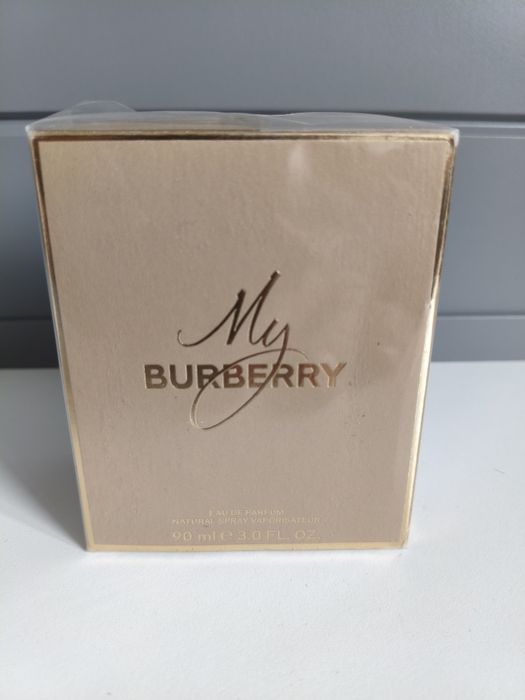 My
BURBERRY
EAU DE PARFUM
NATURAL SPRAY VAPORISATEUR
90 ml e 3.0 FL. OZ.